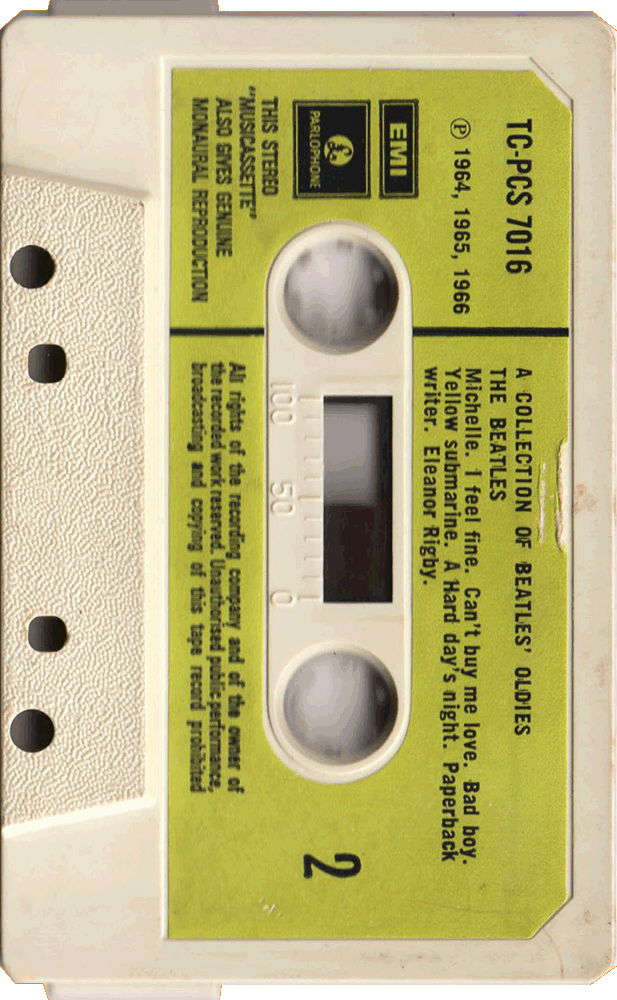 TC-PCS 7016
℗ 1964, 1965, 1966
EMI
PARLOPHONE
£
THIS STEREO
"MUSICASSETTE"
ALSO GIVES GENUINE
MONAURAL REPRODUCTION
A COLLECTION OF BEATLES' OLDIES
THE BEATLES
Michelle. I feel fine. Can't buy me love. Bad boy.
Yellow submarine. A Hard day's night. Paperback
writer. Eleanor Rigby.
100 50 0
2
All rights of the recording company and of the owner of
the recorded work reserved. Unauthorised public performance,
broadcasting and copying of this tape record prohibited